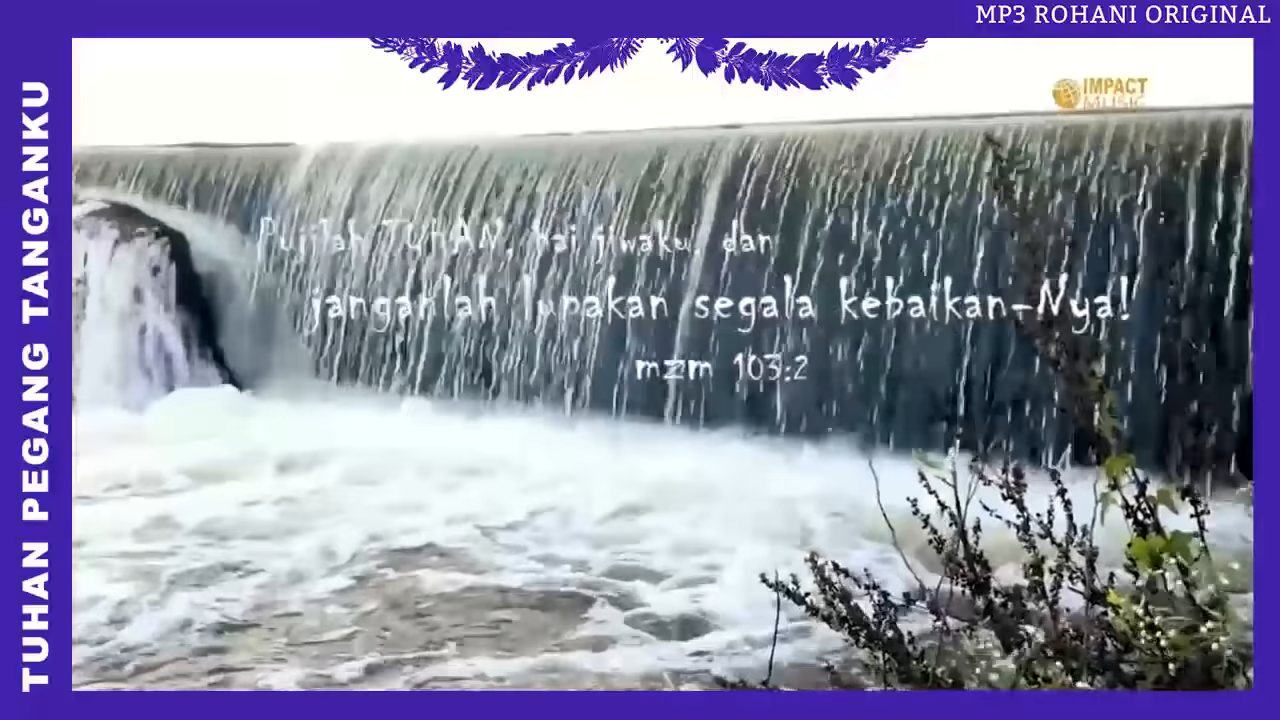 MP3 ROHANI ORIGINAL
IMPACT
MUSIC
TUHAN PEGANG TANGANKU
Pujilah TUHAN, hai jiwaku, dan
janganlah lupakan segala kebaikan-Nya!
mzm 103:2